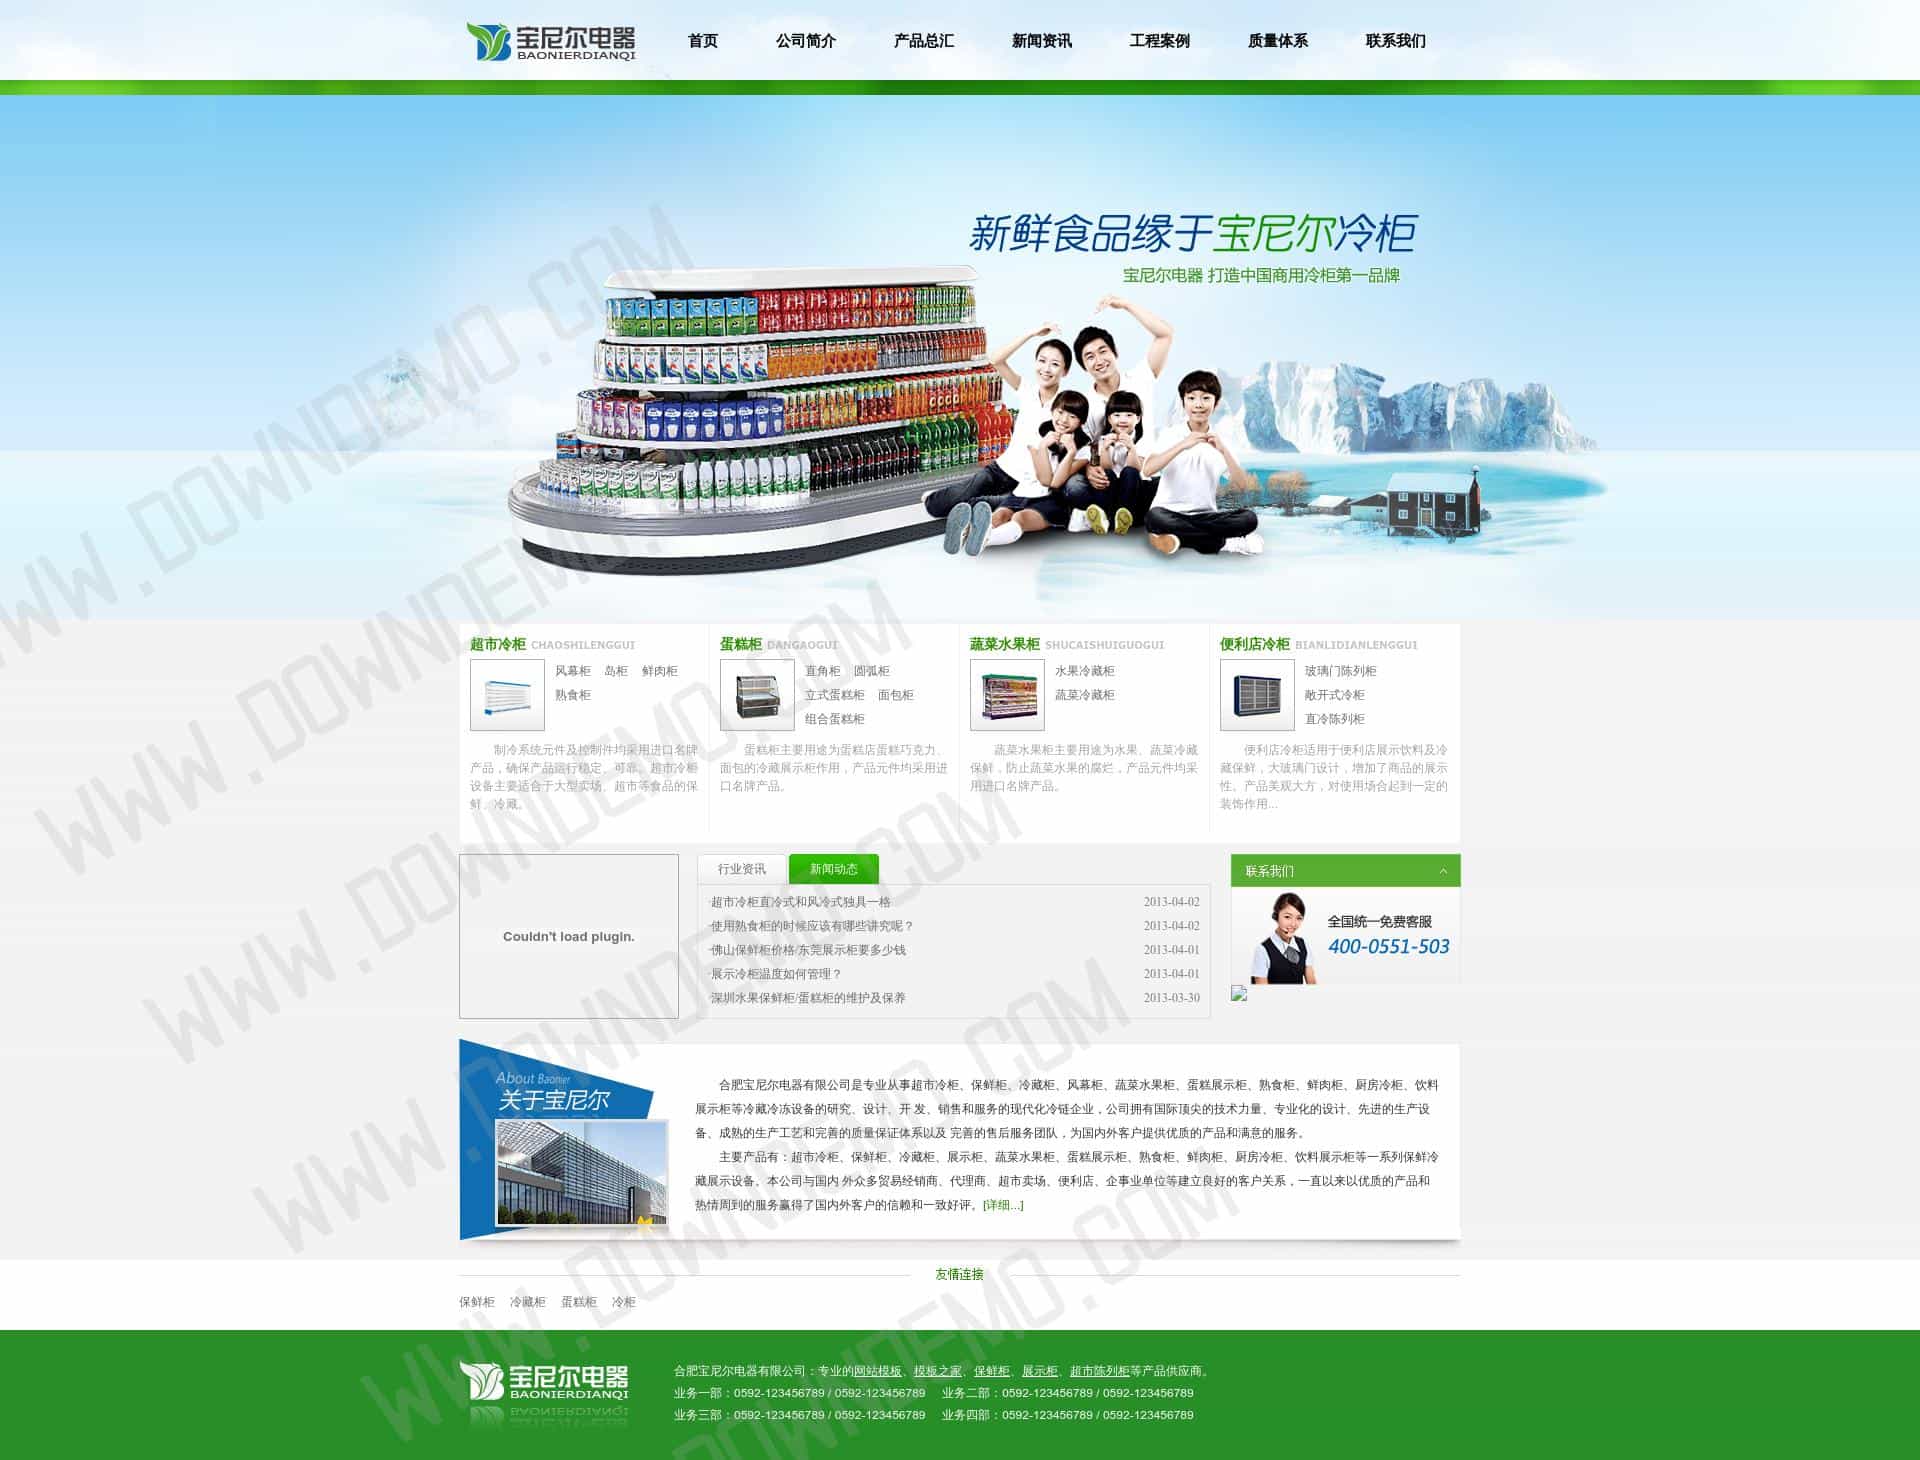 宝尼尔电器
BAONIERDIANQI
首页 公司简介 产品总汇 新闻资讯 工程案例 质量体系 联系我们
新鲜食品缘于宝尼尔冷柜
宝尼尔电器 打造中国商用冷柜第一品牌
超市冷柜 CHAOSHILENGGUI
风幕柜 岛柜 鲜肉柜
熟食柜
制冷系统元件及控制件均采用进口名牌
产品，确保产品运行稳定、可靠。超市冷柜
设备主要适合于大型卖场、超市等食品的保
鲜、冷藏。
蛋糕柜 DANGAOGUI
直角柜 圆弧柜
立式蛋糕柜 面包柜
组合蛋糕柜
蛋糕柜主要用途为蛋糕店蛋糕巧克力、
面包的冷藏展示柜作用，产品元件均采用进
口名牌产品。
蔬菜水果柜 SHUCAISHUIGUOGUI
水果冷藏柜
蔬菜冷藏柜
蔬菜水果柜主要用途为水果、蔬菜冷藏
保鲜，防止蔬菜水果的腐烂，产品元件均采
用进口名牌产品。
便利店冷柜 BIANLIDIANLENGGUI
玻璃门陈列柜
敞开式冷柜
直冷陈列柜
便利店冷柜适用于便利店展示饮料及冷
藏保鲜，大玻璃门设计，增加了商品的展示
性。产品美观大方，对使用场合起到一定的
装饰作用...
Couldn't load plugin.
行业资讯 新闻动态
·超市冷柜直冷式和风冷式独具一格 2013-04-02
·使用熟食柜的时候应该有哪些讲究呢？ 2013-04-02
·佛山保鲜柜价格/东莞展示柜要多少钱 2013-04-01
·展示冷柜温度如何管理？ 2013-04-01
·深圳水果保鲜柜/蛋糕柜的维护及保养 2013-03-30
联系我们
全国统一免费客服
400-0551-503
About Baonier
关于宝尼尔
合肥宝尼尔电器有限公司是专业从事超市冷柜、保鲜柜、冷藏柜、风幕柜、蔬菜水果柜、蛋糕展示柜、熟食柜、鲜肉柜、厨房冷柜、饮料
展示柜等冷藏冷冻设备的研究、设计、开 发、销售和服务的现代化冷链企业，公司拥有国际顶尖的技术力量、专业化的设计、先进的生产设
备、成熟的生产工艺和完善的质量保证体系以及 完善的售后服务团队，为国内外客户提供优质的产品和满意的服务。
主要产品有：超市冷柜、保鲜柜、冷藏柜、展示柜、蔬菜水果柜、蛋糕展示柜、熟食柜、鲜肉柜、厨房冷柜、饮料展示柜等一系列保鲜冷
藏展示设备。本公司与国内 外众多贸易经销商、代理商、超市卖场、便利店、企事业单位等建立良好的客户关系，一直以来以优质的产品和
热情周到的服务赢得了国内外客户的信赖和一致好评。[详细...]
友情连接
保鲜柜 冷藏柜 蛋糕柜 冷柜
宝尼尔电器
BAONIERDIANQI
合肥宝尼尔电器有限公司：专业的网站模板、模板之家、保鲜柜、展示柜、超市陈列柜等产品供应商。
业务一部：0592-123456789 / 0592-123456789 业务二部：0592-123456789 / 0592-123456789
业务三部：0592-123456789 / 0592-123456789 业务四部：0592-123456789 / 0592-123456789
WWW.DOWNDEMO.COM
WWW.DOWNDEMO.COM
WWW.DOWNDEMO.COM
WWW.DOWNDEMO.COM
WWW.DOWNDEMO.COM
DOWNDEMO.COM